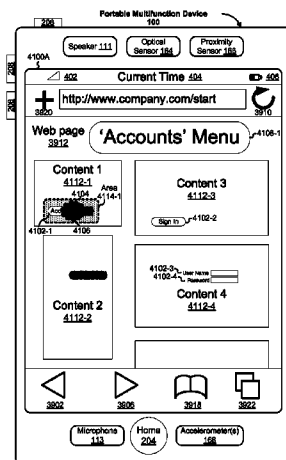 Portable Multifunction Device
100
206
Speaker 111
Optical
Sensor 164
Proximity
Sensor 166
4100A
208
208
402
Current Time 404
406
http://www.company.com/start
3920
3910
Web page
3912
'Accounts' Menu
4108-1
Content 1
4112-1
4104
Area
4114-1
4102-1
4106
Content 3
4112-3
Sign In
4102-2
Content 2
4112-2
4102-3
User Name
4102-4
Password
Content 4
4112-4
3902
3906
3918
3922
Microphone
113
Home
204
Accelerometer(s)
168